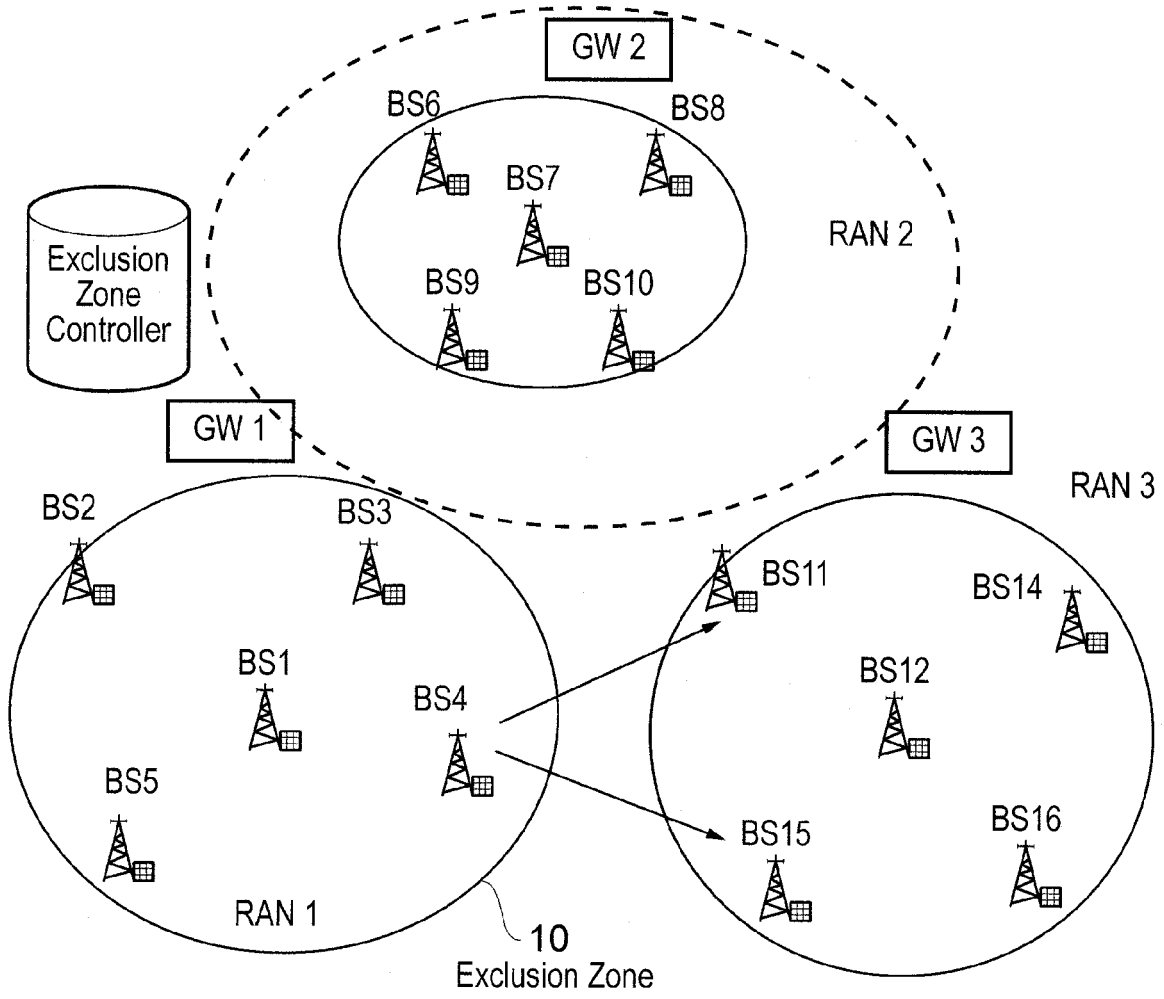 GW 2
BS6
BS8
BS7
RAN 2
Exclusion
Zone
Controller
BS9
BS10
GW 1
GW 3
RAN 3
BS2
BS3
BS11
BS14
BS1
BS4
BS12
BS5
BS15
BS16
RAN 1
10
Exclusion Zone